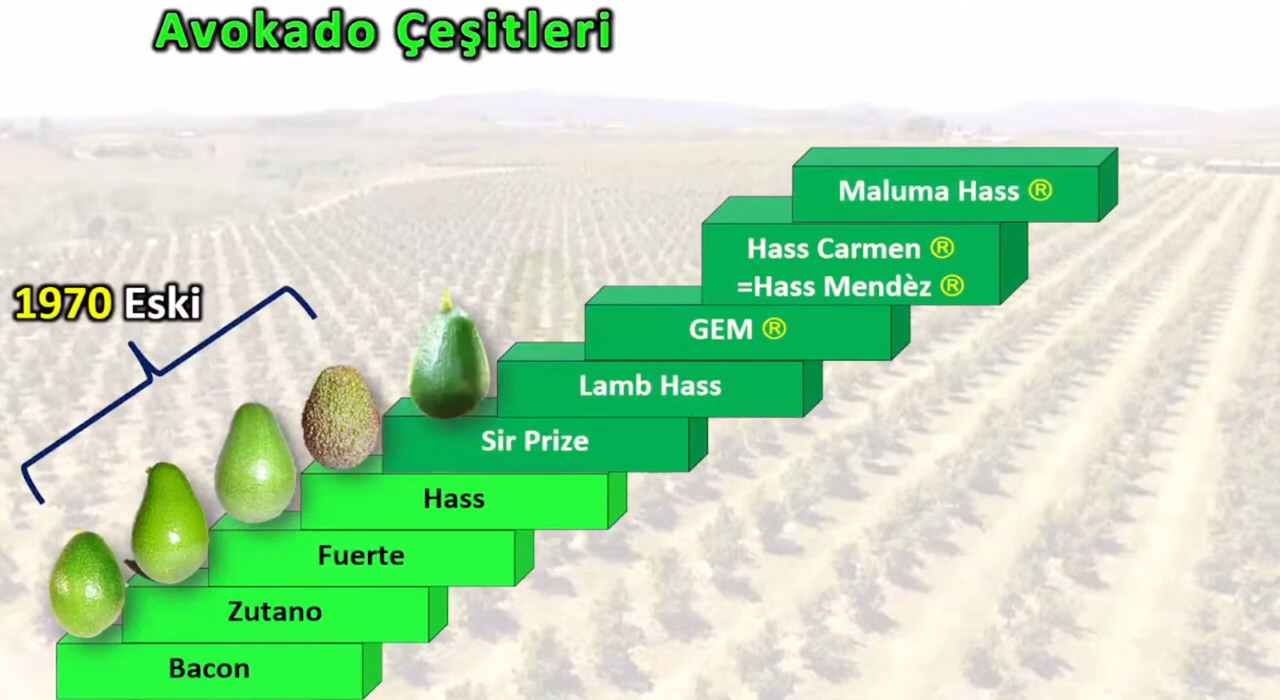 Avokado Çeşitleri
Maluma Hass ®
Hass Carmen ®
=Hass Mendèz ®
1970 Eski
GEM ®
Lamb Hass
Sir Prize
Hass
Fuerte
Zutano
Bacon